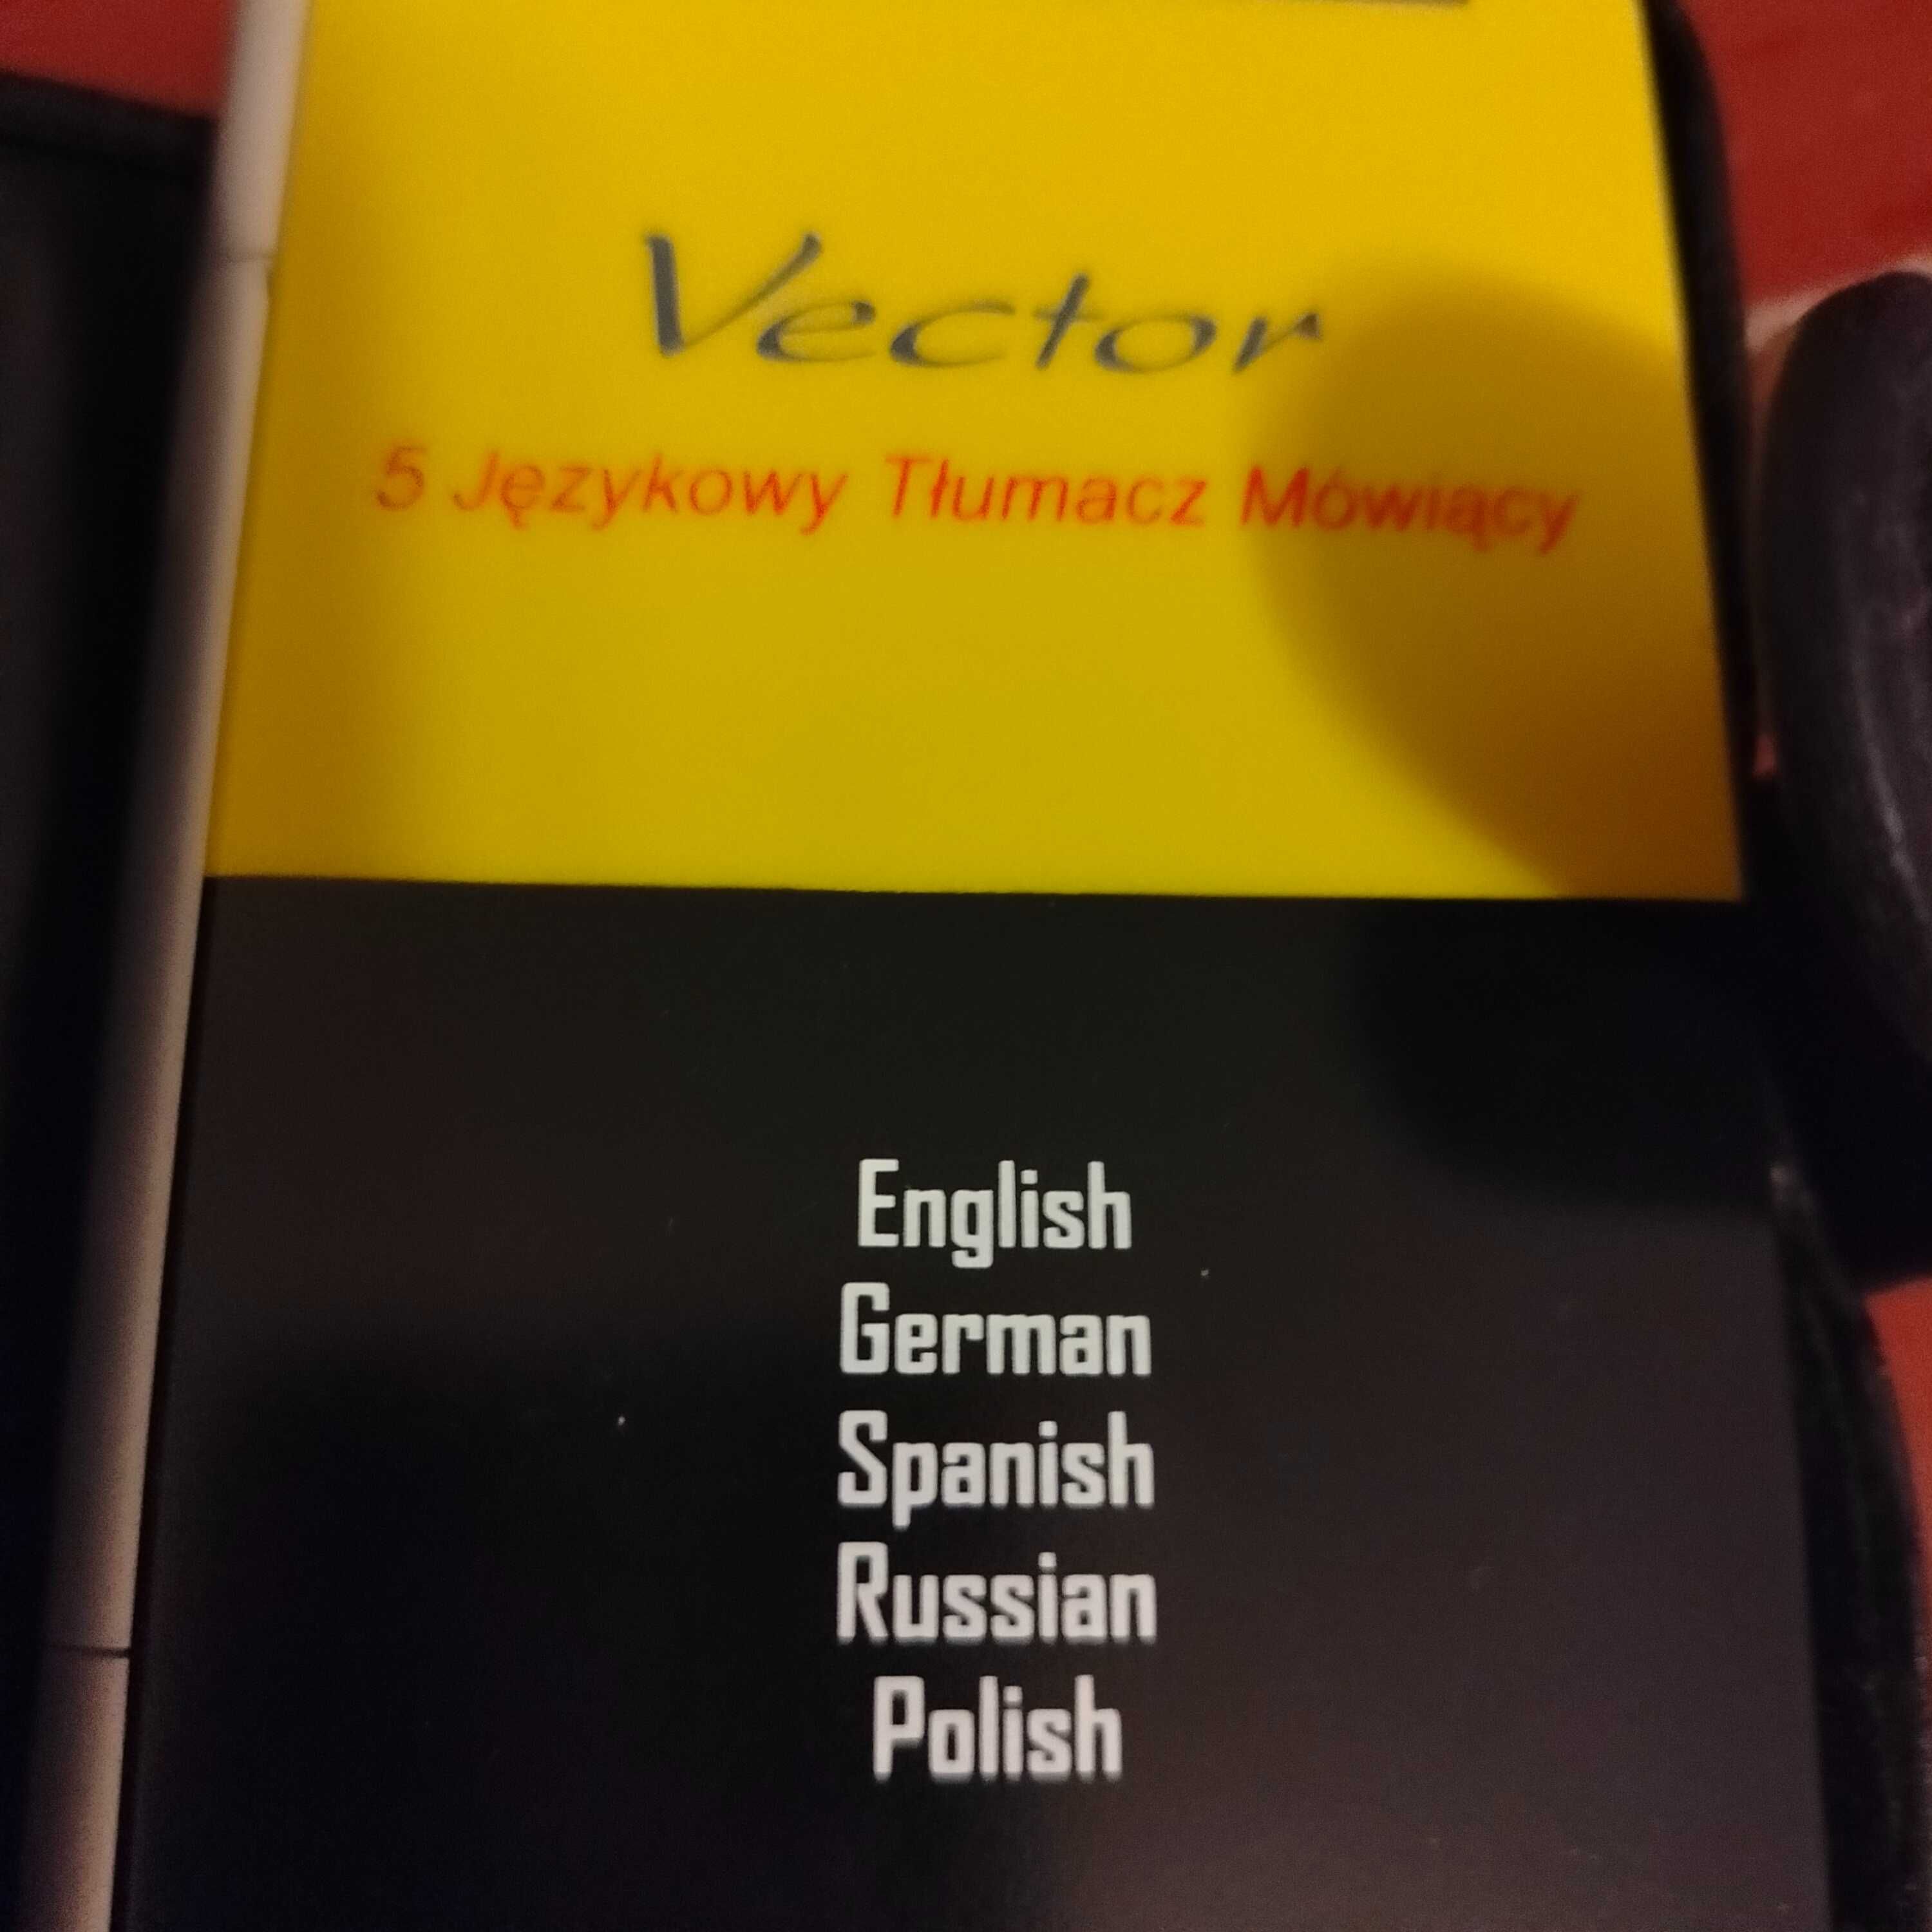 Vector
5 Językowy Tłumacz Mówiący
English
German
Spanish
Russian
Polish